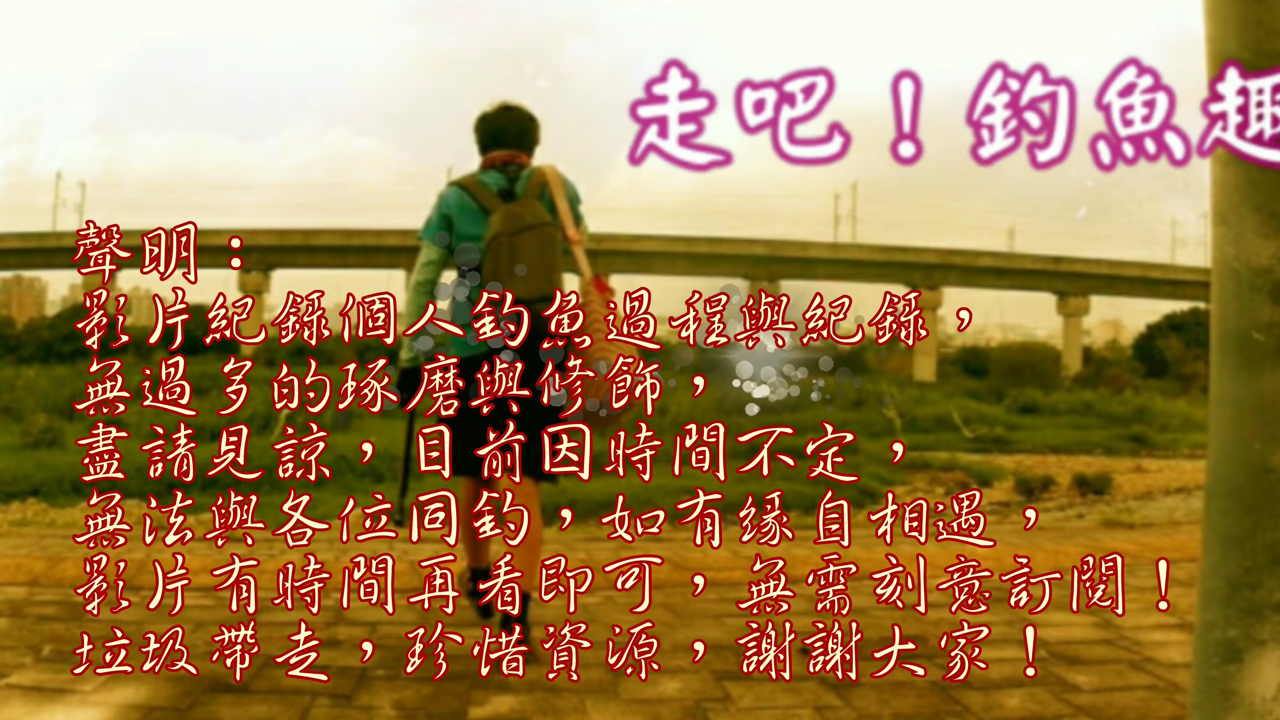 走吧！釣魚趣
聲明：
影片紀錄個人釣魚過程與紀錄，
無過多的琢磨與修飾，
盡請見諒，目前因時間不定，
無法與各位同釣，如有緣自相遇，
影片有時間再看即可，無需刻意訂閱！
垃圾帶走，珍惜資源，謝謝大家！